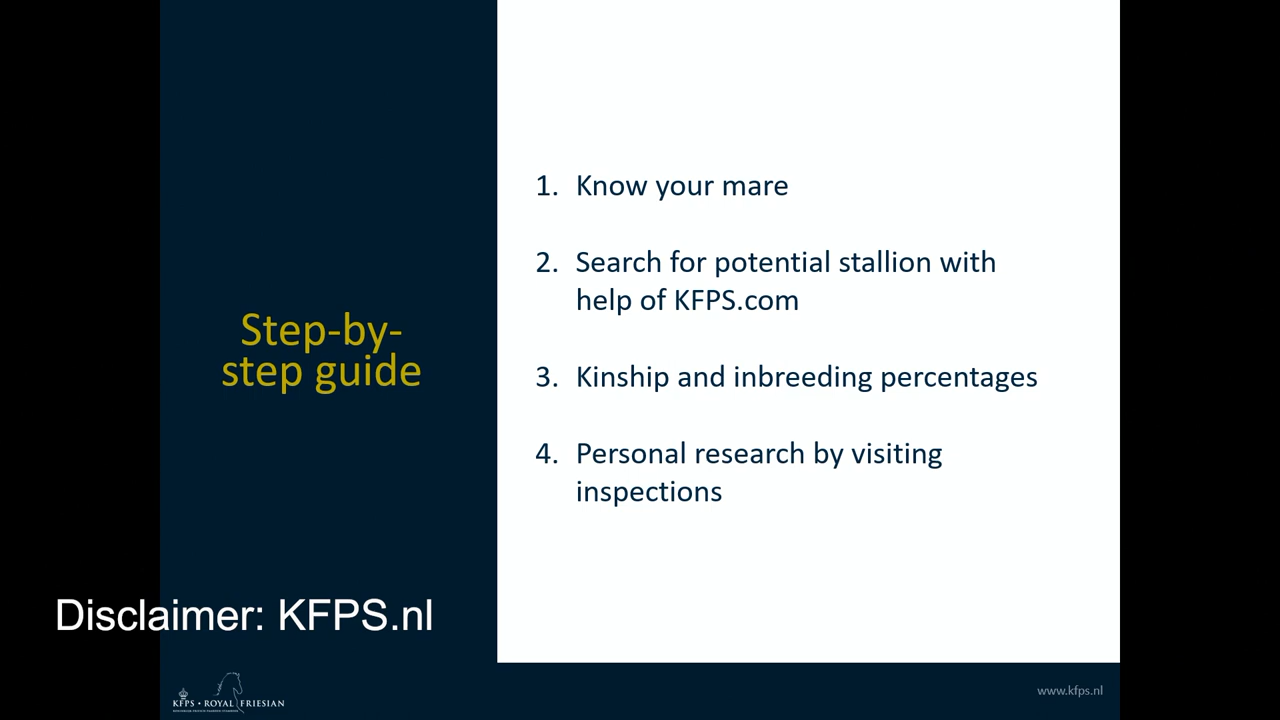 Step-by-
step guide
1. Know your mare
2. Search for potential stallion with
help of KFPS.com
3. Kinship and inbreeding percentages
4. Personal research by visiting
inspections
Disclaimer: KFPS.nl
KFPS • ROYAL FRIESIAN
www.kfps.nl